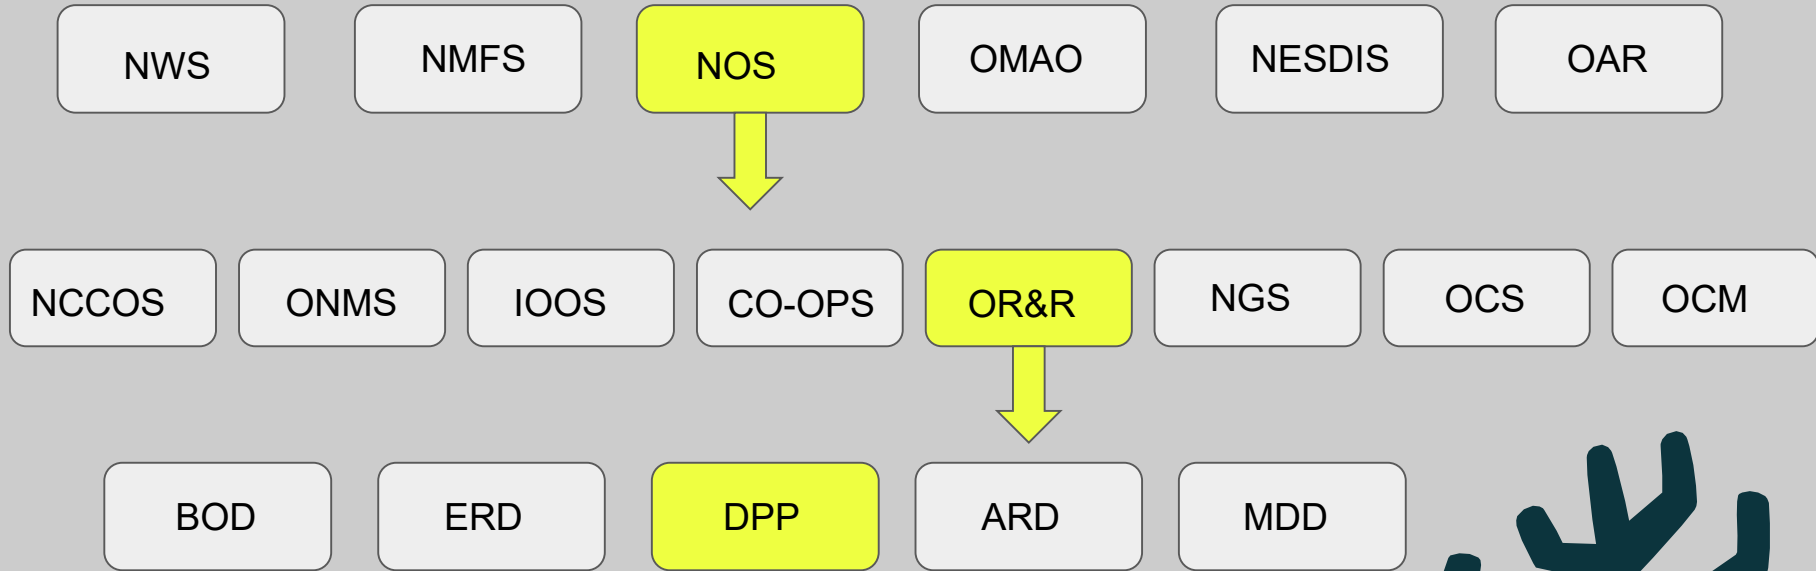 NWS NMFS NOS OMAO NESDIS OAR
NCCOS ONMS IOOS CO-OPS OR&R NGS OCS OCM
BOD ERD DPP ARD MDD